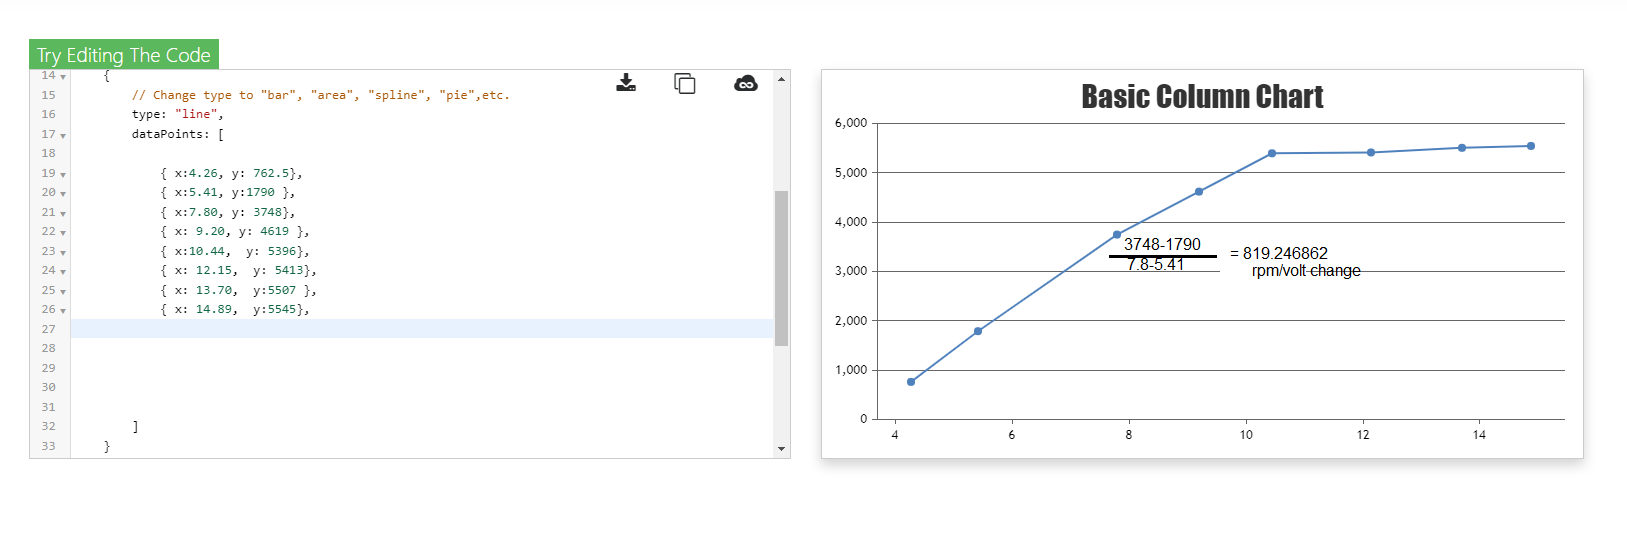 Try Editing The Code
14 {
15 // Change type to "bar", "area", "spline", "pie",etc.
16 type: "line",
17 dataPoints: [
18
19 { x:4.26, y: 762.5},
20 { x:5.41, y:1790 },
21 { x:7.80, y: 3748},
22 { x: 9.20, y: 4619 },
23 { x:10.44,  y: 5396},
24 { x: 12.15,  y: 5413},
25 { x: 13.70,  y:5507 },
26 { x: 14.89,  y:5545},
27
28
29
30
31
32 ]
33 }
Basic Column Chart
6,000
5,000
4,000
3748-1790
= 819.246862
7.8-5.41
3,000
rpm/volt change
2,000
1,000
0
4 6 8 10 12 14